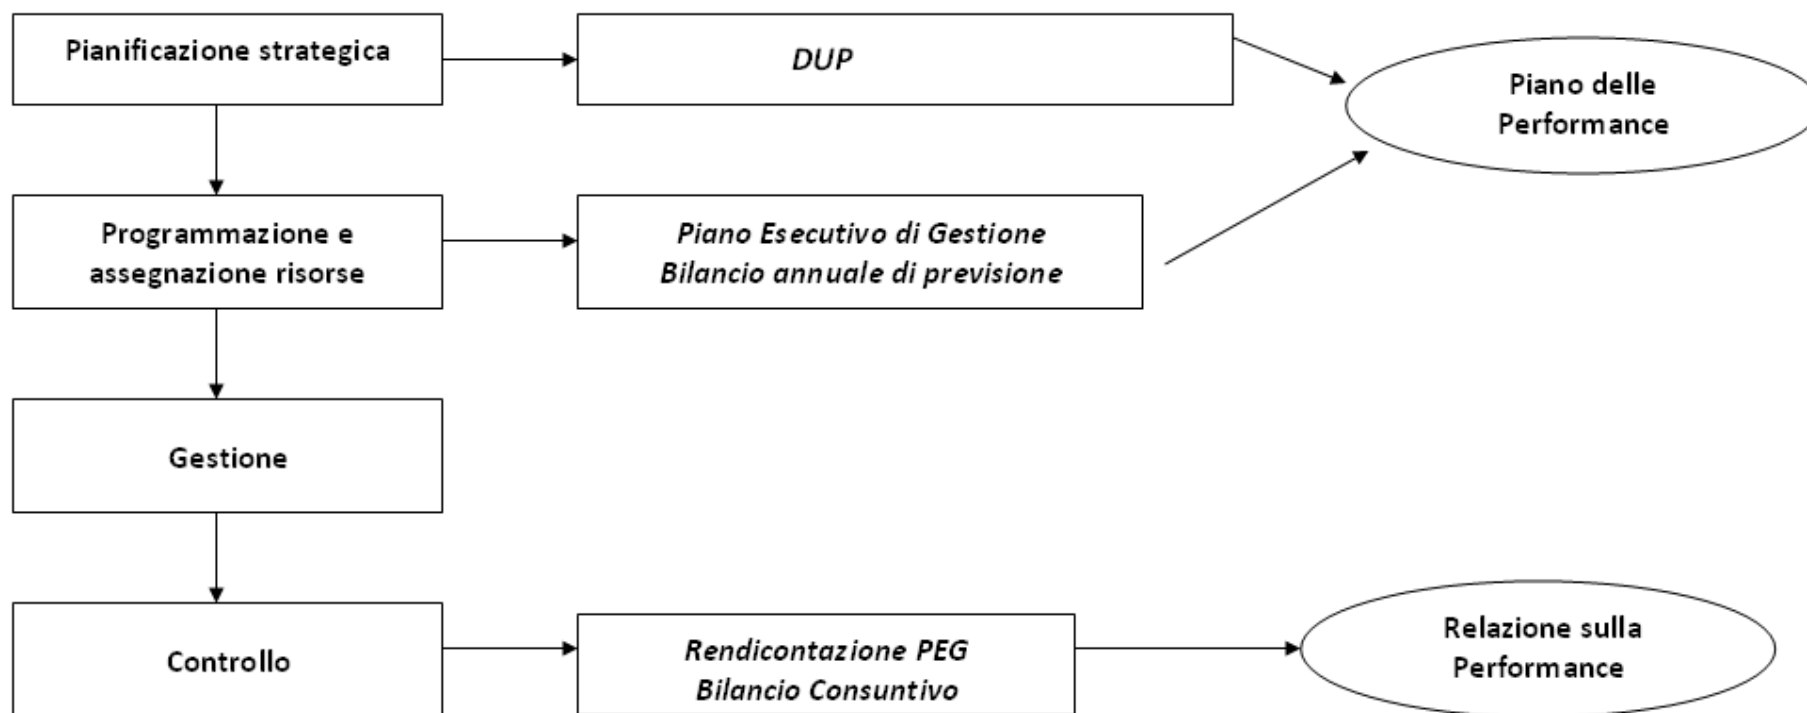 Pianificazione strategica
DUP
Piano delle
Performance
Programmazione e
assegnazione risorse
Piano Esecutivo di Gestione
Bilancio annuale di previsione
Gestione
Controllo
Rendicontazione PEG
Bilancio Consuntivo
Relazione sulla
Performance